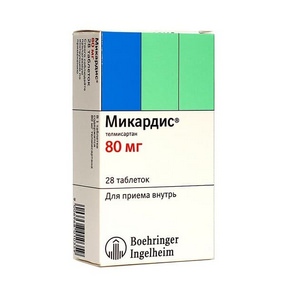 Микардис®
телмисартан
80 мг
28 таблеток
Для приема внутрь
Boehringer
Ingelheim